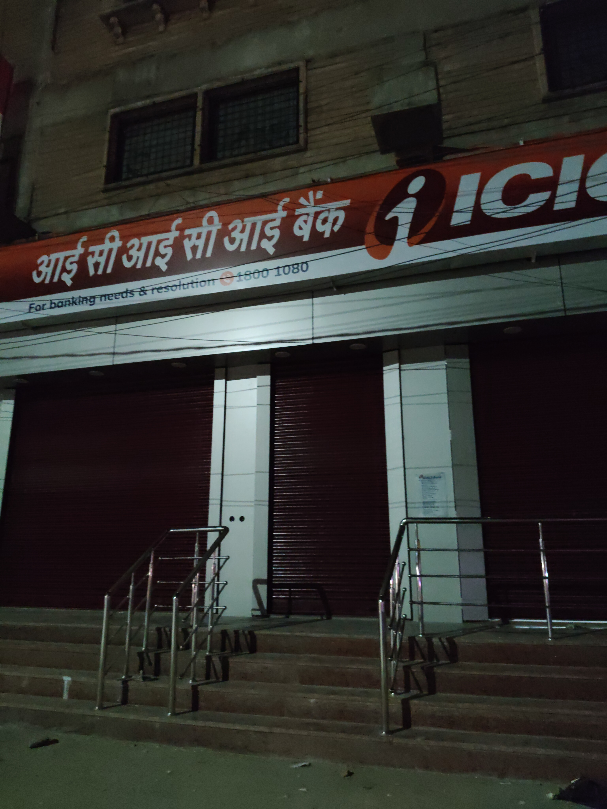 आई सी आई सी आई बैंक
i ICIC
For banking needs & resolution 1800 1080